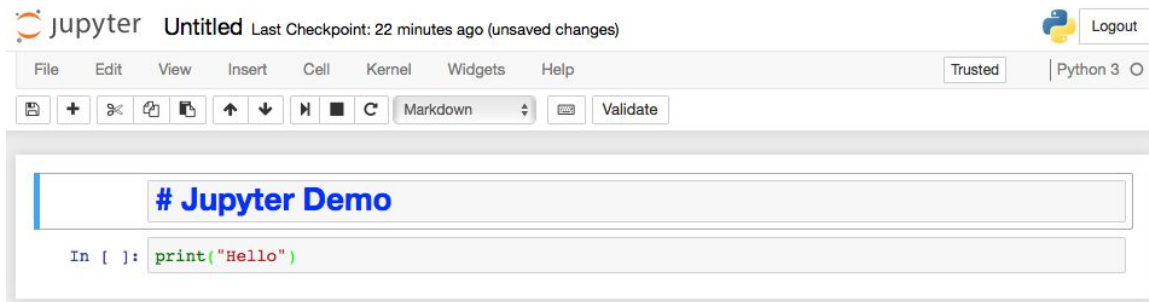 jupyter Untitled Last Checkpoint: 22 minutes ago (unsaved changes) Logout
File Edit View Insert Cell Kernel Widgets Help Trusted Python 3
Markdown Validate
# Jupyter Demo
In [ ]: print("Hello")